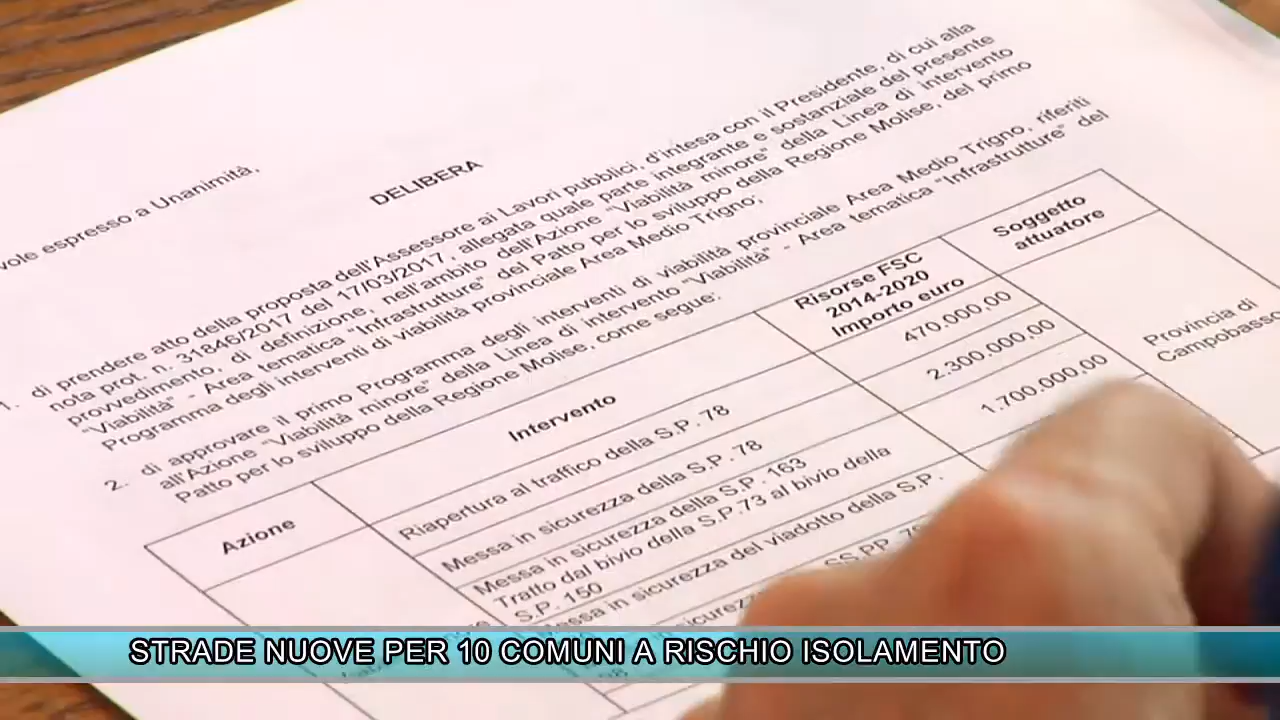 vole espresso a Unanimità,
DELIBERA
1. di prendere atto della proposta dell'Assessore ai Lavori pubblici, d'intesa con il Presidente, di cui alla
nota prot. n. 31846/2017 del 17/03/2017, allegata quale parte integrante e sostanziale del presente
provvedimento, di definizione, nell'ambito dell'Azione "Viabilità minore" della Linea di intervento
"Viabilità" - Area tematica "Infrastrutture" del Patto per lo sviluppo della Regione Molise, del primo
Programma degli interventi di viabilità provinciale Area Medio Trigno;
2. di approvare il primo Programma degli interventi di viabilità provinciale Area Medio Trigno, riferiti
all'Azione "Viabilità minore" della Linea di intervento "Viabilità" - Area tematica "Infrastrutture" del
Patto per lo sviluppo della Regione Molise, come segue:
Azione
Intervento
Risorse FSC
2014-2020
Importo euro
Soggetto
attuatore
Riapertura al traffico della S.P. 78
470.000,00
Messa in sicurezza della S.P. 78
2.300.000,00
Messa in sicurezza della S.P. 163
Tratto dal bivio della S.P.73 al bivio della
S.P. 150
1.700.000,00
Provincia di
Campobasso
Messa in sicurezza del viadotto della S.P.
sicurezza SS.PP.
STRADE NUOVE PER 10 COMUNI A RISCHIO ISOLAMENTO